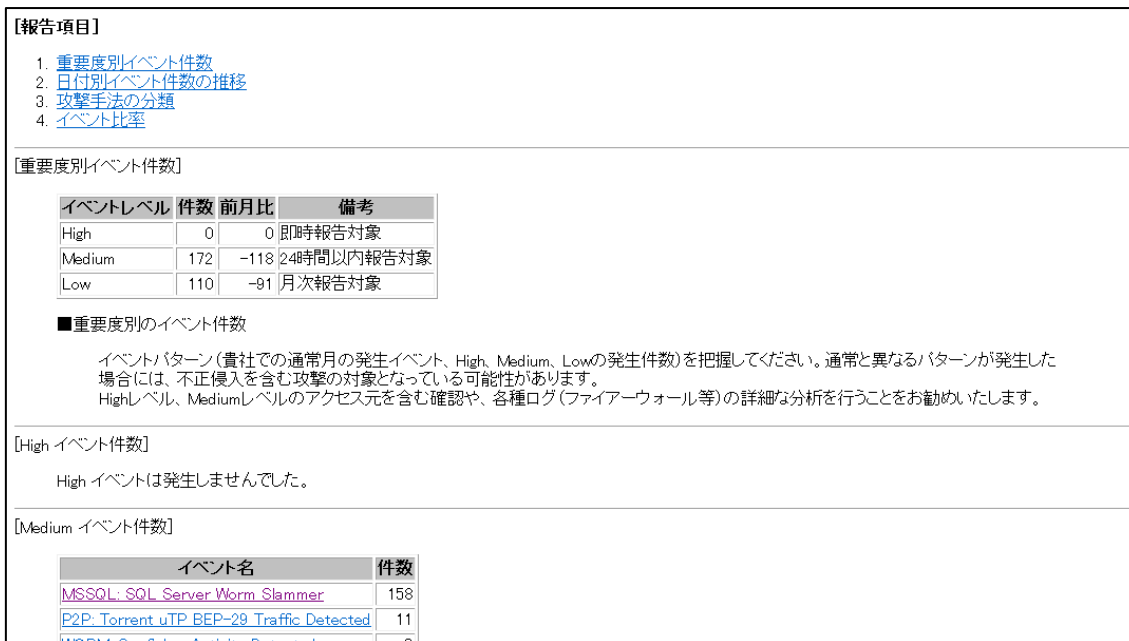 [報告項目]
1. 重要度別イベント件数
2. 日付別イベント件数の推移
3. 攻撃手法の分類
4. イベント比率
[重要度別イベント件数]
イベントレベル 件数 前月比 備考
High 0 0 即時報告対象
Medium 172 -118 24時間以内報告対象
Low 110 -91 月次報告対象
■重要度別のイベント件数
イベントパターン(貴社での通常月の発生イベント、High、Medium、Lowの発生件数)を把握してください。通常と異なるパターンが発生した
場合には、不正侵入を含む攻撃の対象となっている可能性があります。
Highレベル、Mediumレベルのアクセス元を含む確認や、各種ログ(ファイアーウォール等)の詳細な分析を行うことをお勧めいたします。
[High イベント件数]
High イベントは発生しませんでした。
[Medium イベント件数]
イベント名 件数
MSSQL: SQL Server Worm Slammer 158
P2P: Torrent uTP BEP-29 Traffic Detected 11